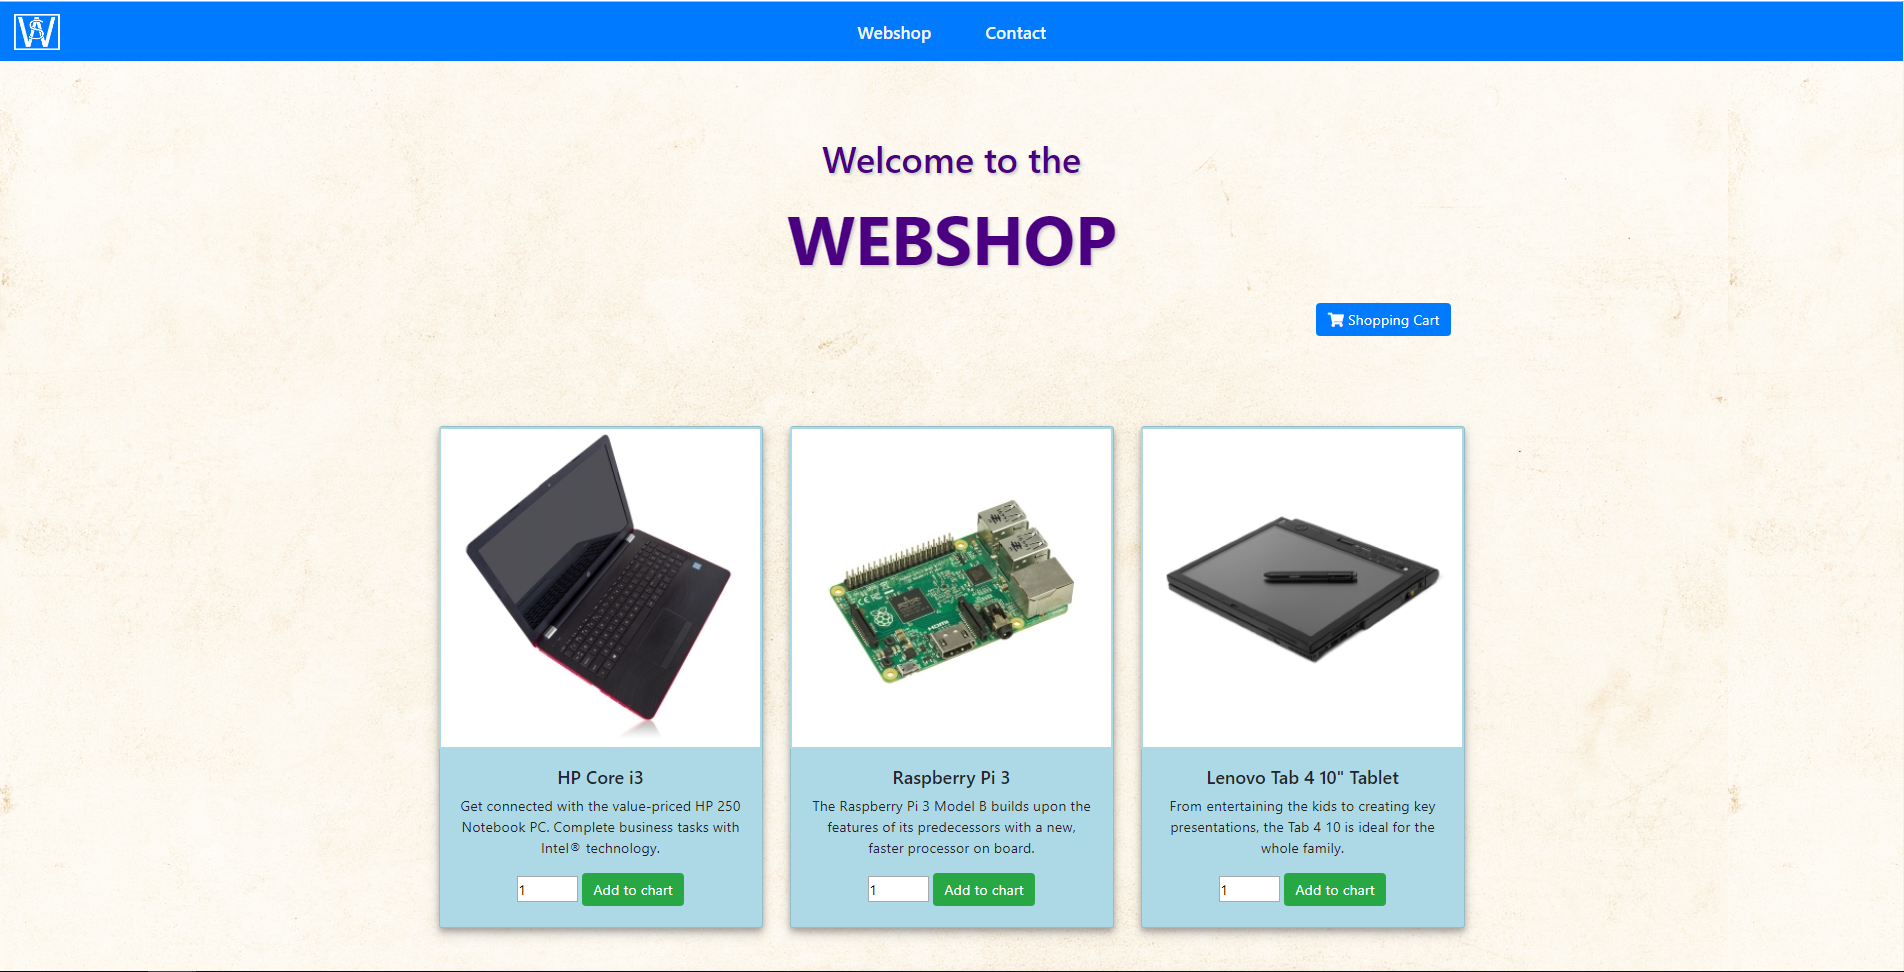 Webshop Contact
Welcome to the
WEBSHOP
Shopping Cart
HP Core i3
Get connected with the value-priced HP 250
Notebook PC. Complete business tasks with
Intel® technology.
1 Add to chart
Raspberry Pi 3
The Raspberry Pi 3 Model B builds upon the
features of its predecessors with a new,
faster processor on board.
1 Add to chart
Lenovo Tab 4 10" Tablet
From entertaining the kids to creating key
presentations, the Tab 4 10 is ideal for the
whole family.
1 Add to chart